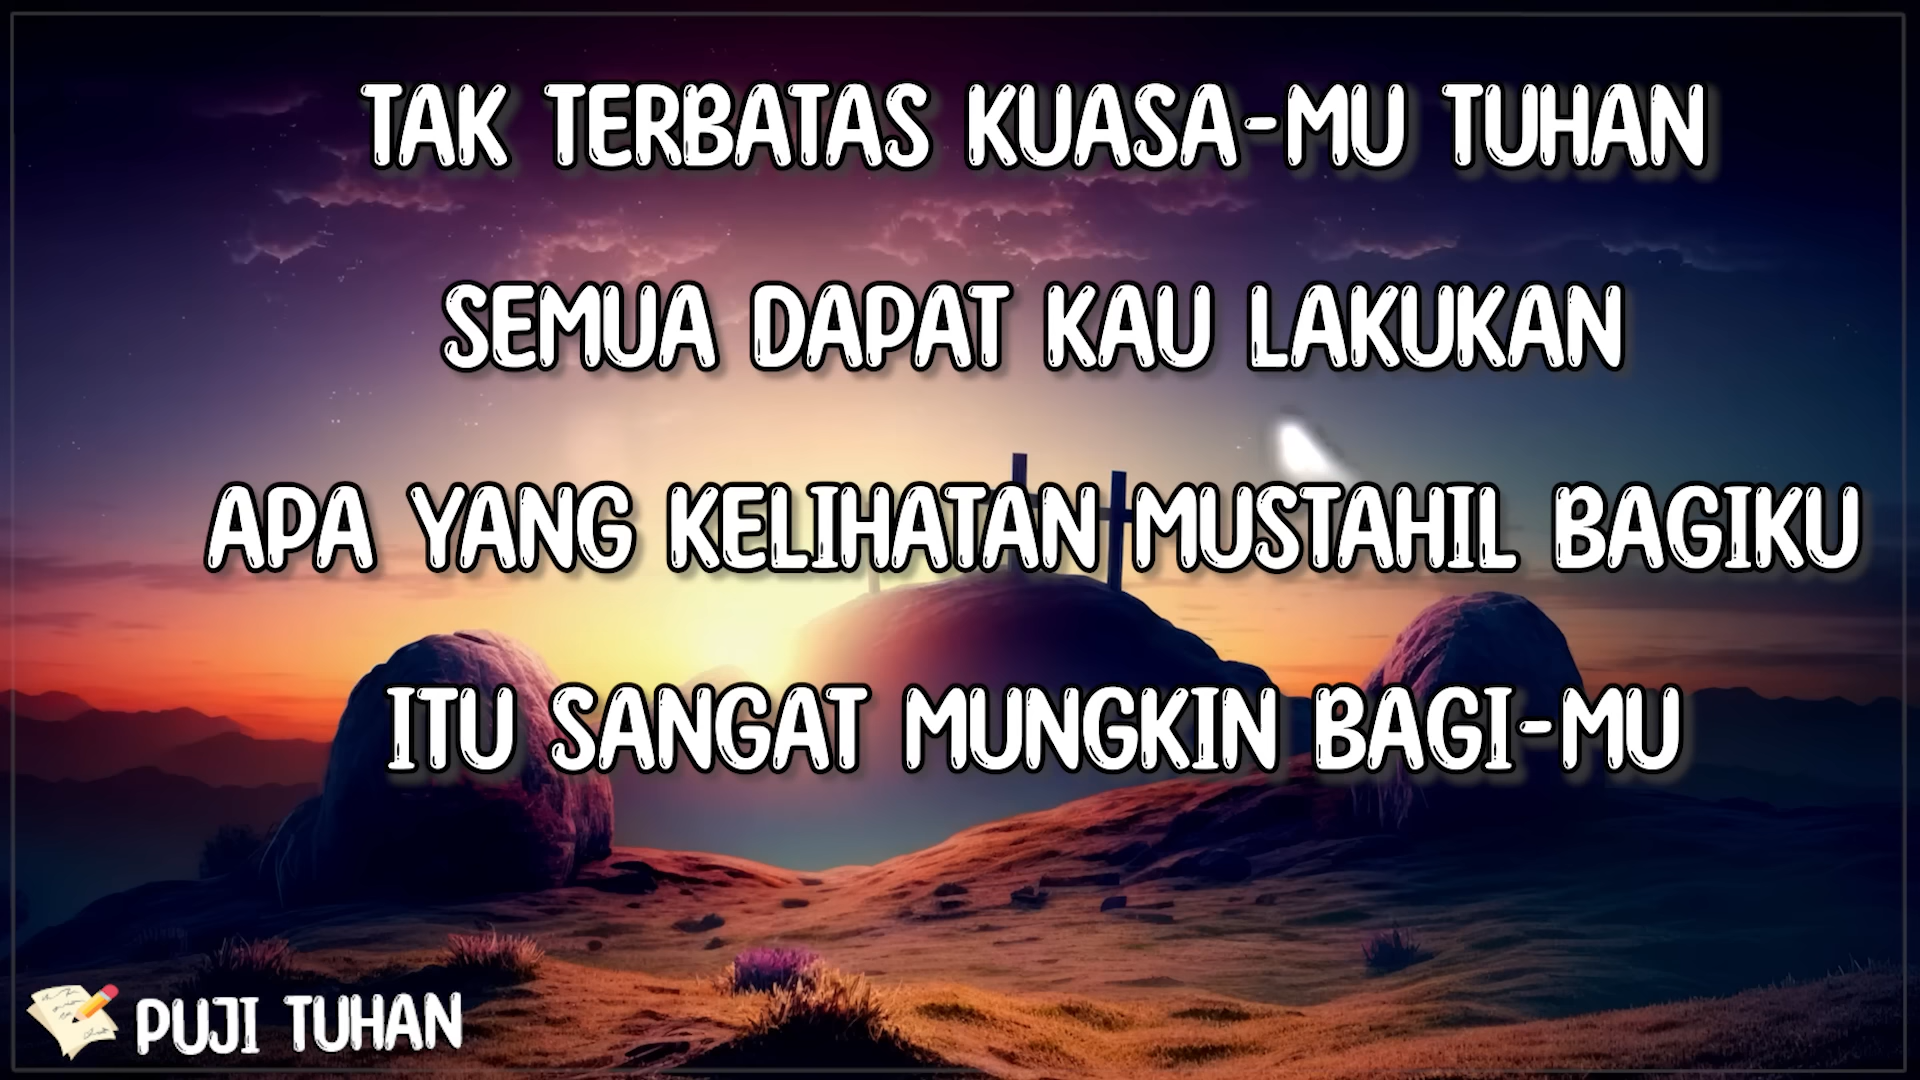 TAK TERBATAS KUASA-MU TUHAN
SEMUA DAPAT KAU LAKUKAN
APA YANG KELIHATAN MUSTAHIL BAGIKU
ITU SANGAT MUNGKIN BAGI-MU
PUJI TUHAN